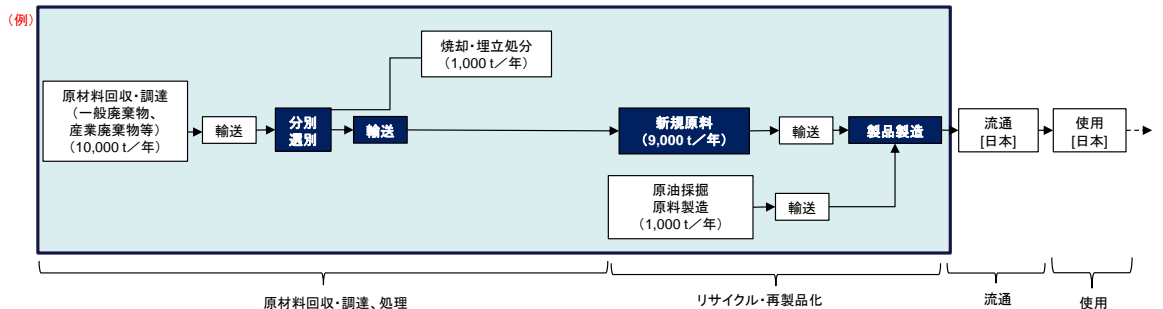 (例)
焼却・埋立処分
(1,000 t／年)
原材料回収・調達
(一般廃棄物、
産業廃棄物等)
(10,000 t／年)
輸送
分別
選別
輸送
新規原料
(9,000 t／年)
輸送
製品製造
流通
[日本]
使用
[日本]
原油採掘
原料製造
(1,000 t／年)
輸送
原材料回収・調達、処理
リサイクル・再製品化
流通
使用